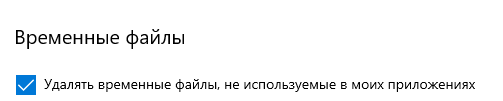 Временные файлы
Удалять временные файлы, не используемые в моих приложениях